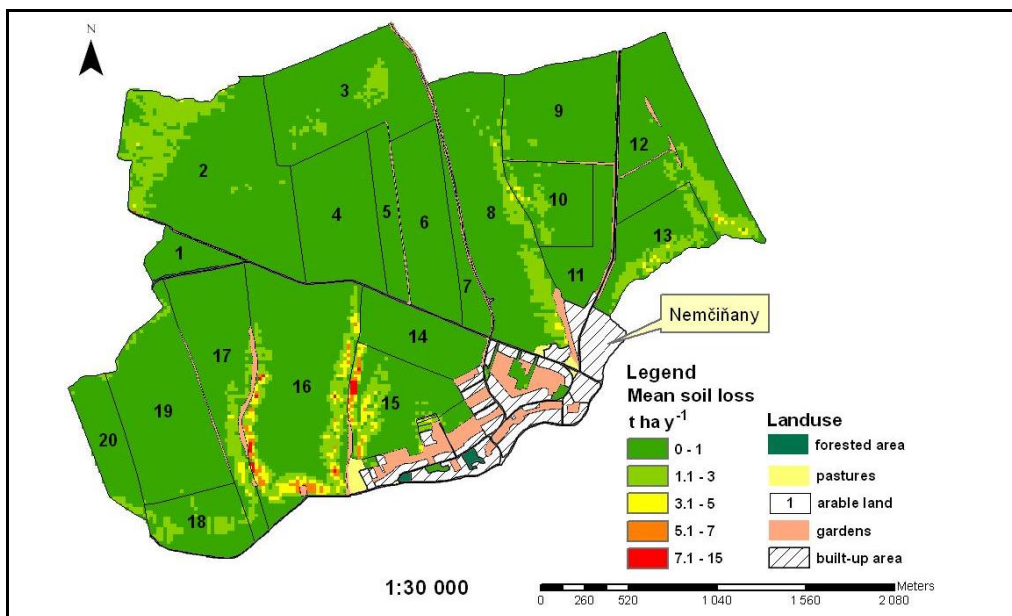 N
3
9
12
2
10
8
4
5
6
13
1
11
7
Nemčiňany
14
17
16
15
19
20
18
Legend
Mean soil loss
t ha y-1
0 - 1
1.1 - 3
3.1 - 5
5.1 - 7
7.1 - 15
Landuse
forested area
pastures
1 arable land
gardens
built-up area
1:30 000
Meters
0 260 520 1 040 1 560 2 080